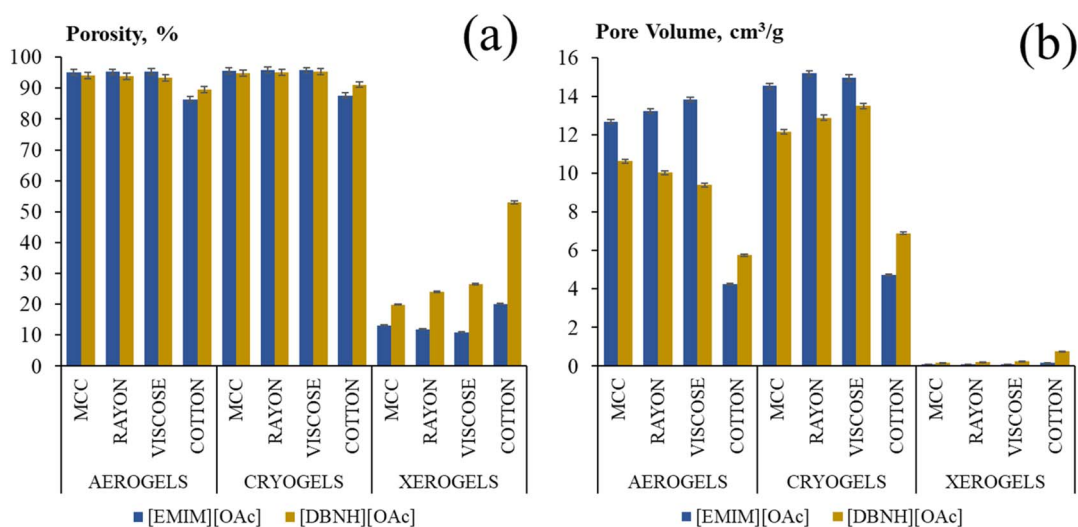 Porosity, %
(a)
100
90
80
70
60
50
40
30
20
10
0
MCC
RAYON
VISCOSE
COTTON
MCC
RAYON
VISCOSE
COTTON
MCC
RAYON
VISCOSE
COTTON
AEROGELS CRYOGELS XEROGELS
[EMIM][OAc] [DBNH][OAc]
Pore Volume, cm³/g
(b)
16
14
12
10
8
6
4
2
0
MCC
RAYON
VISCOSE
COTTON
MCC
RAYON
VISCOSE
COTTON
MCC
RAYON
VISCOSE
COTTON
AEROGELS CRYOGELS XEROGELS
[EMIM][OAc] [DBNH][OAc]